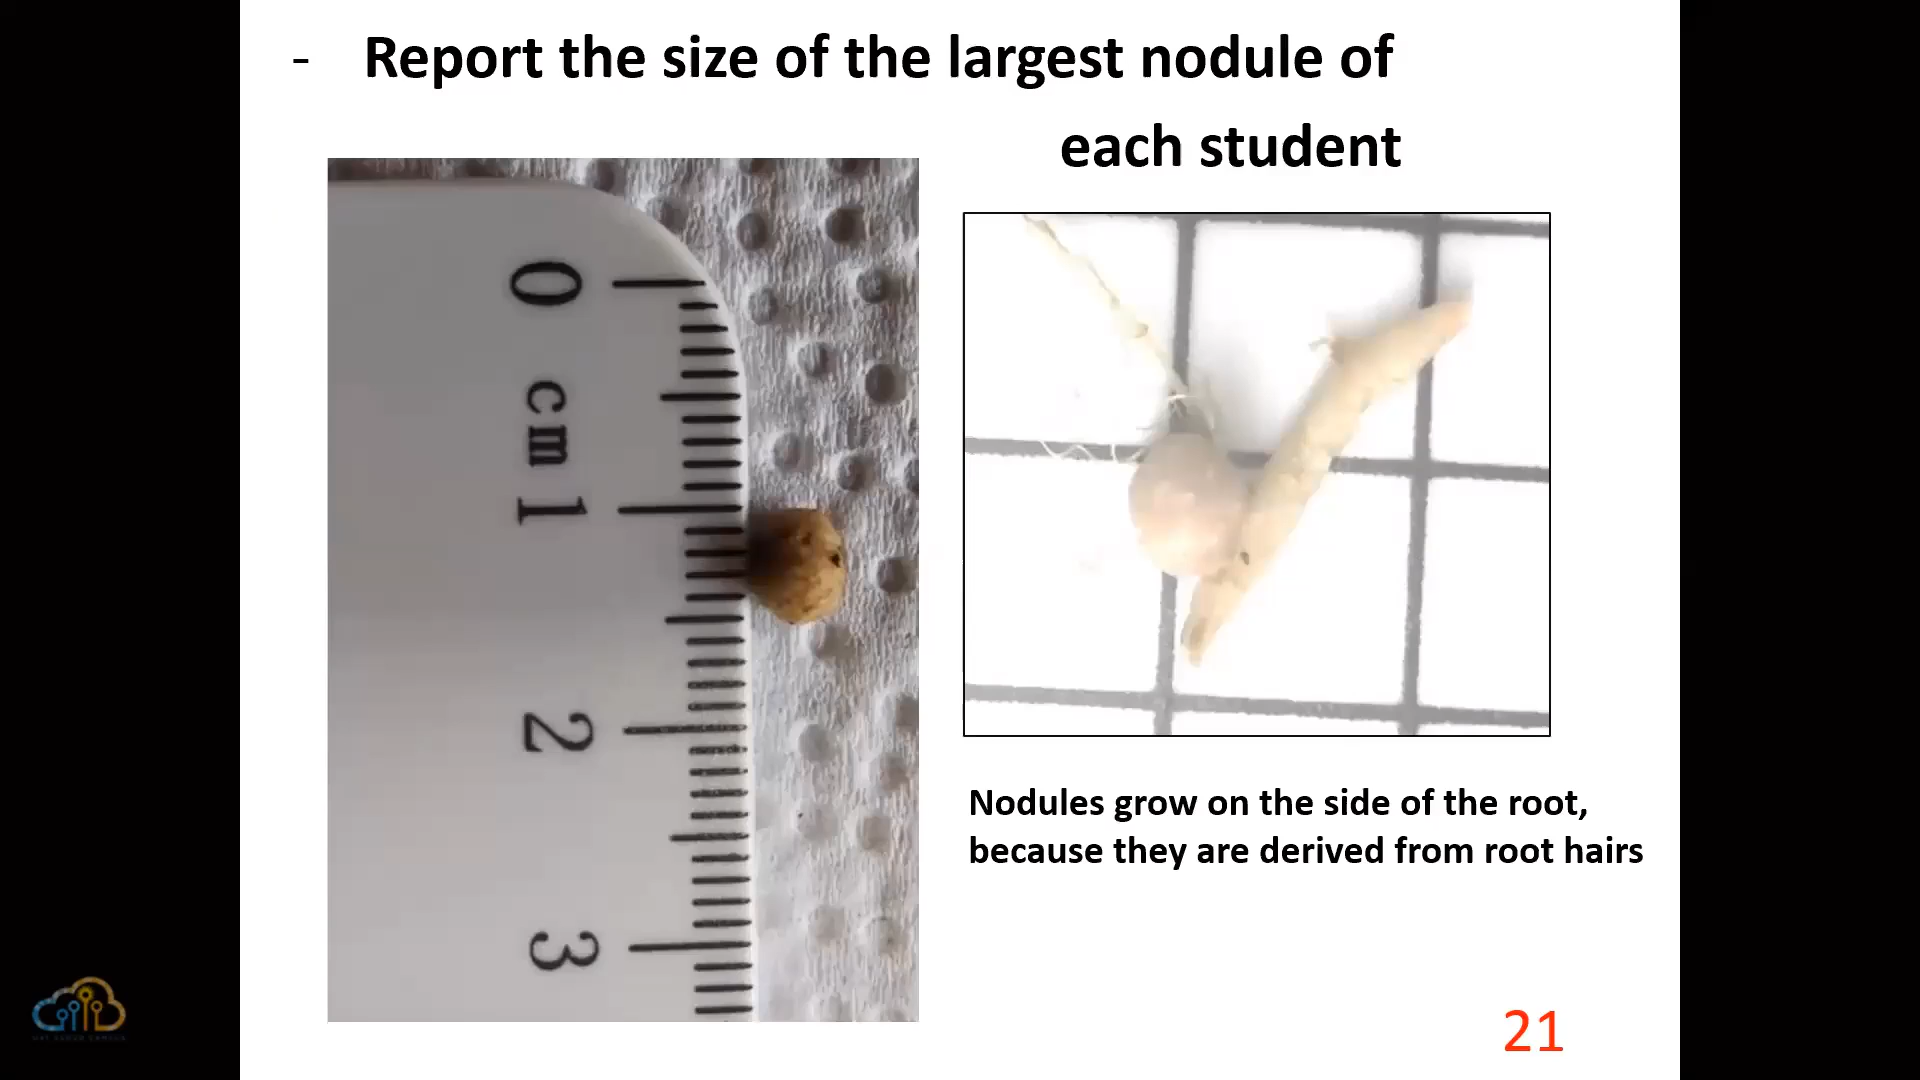 - Report the size of the largest nodule of
each student
0
cm
1
2
3
Nodules grow on the side of the root,
because they are derived from root hairs
21